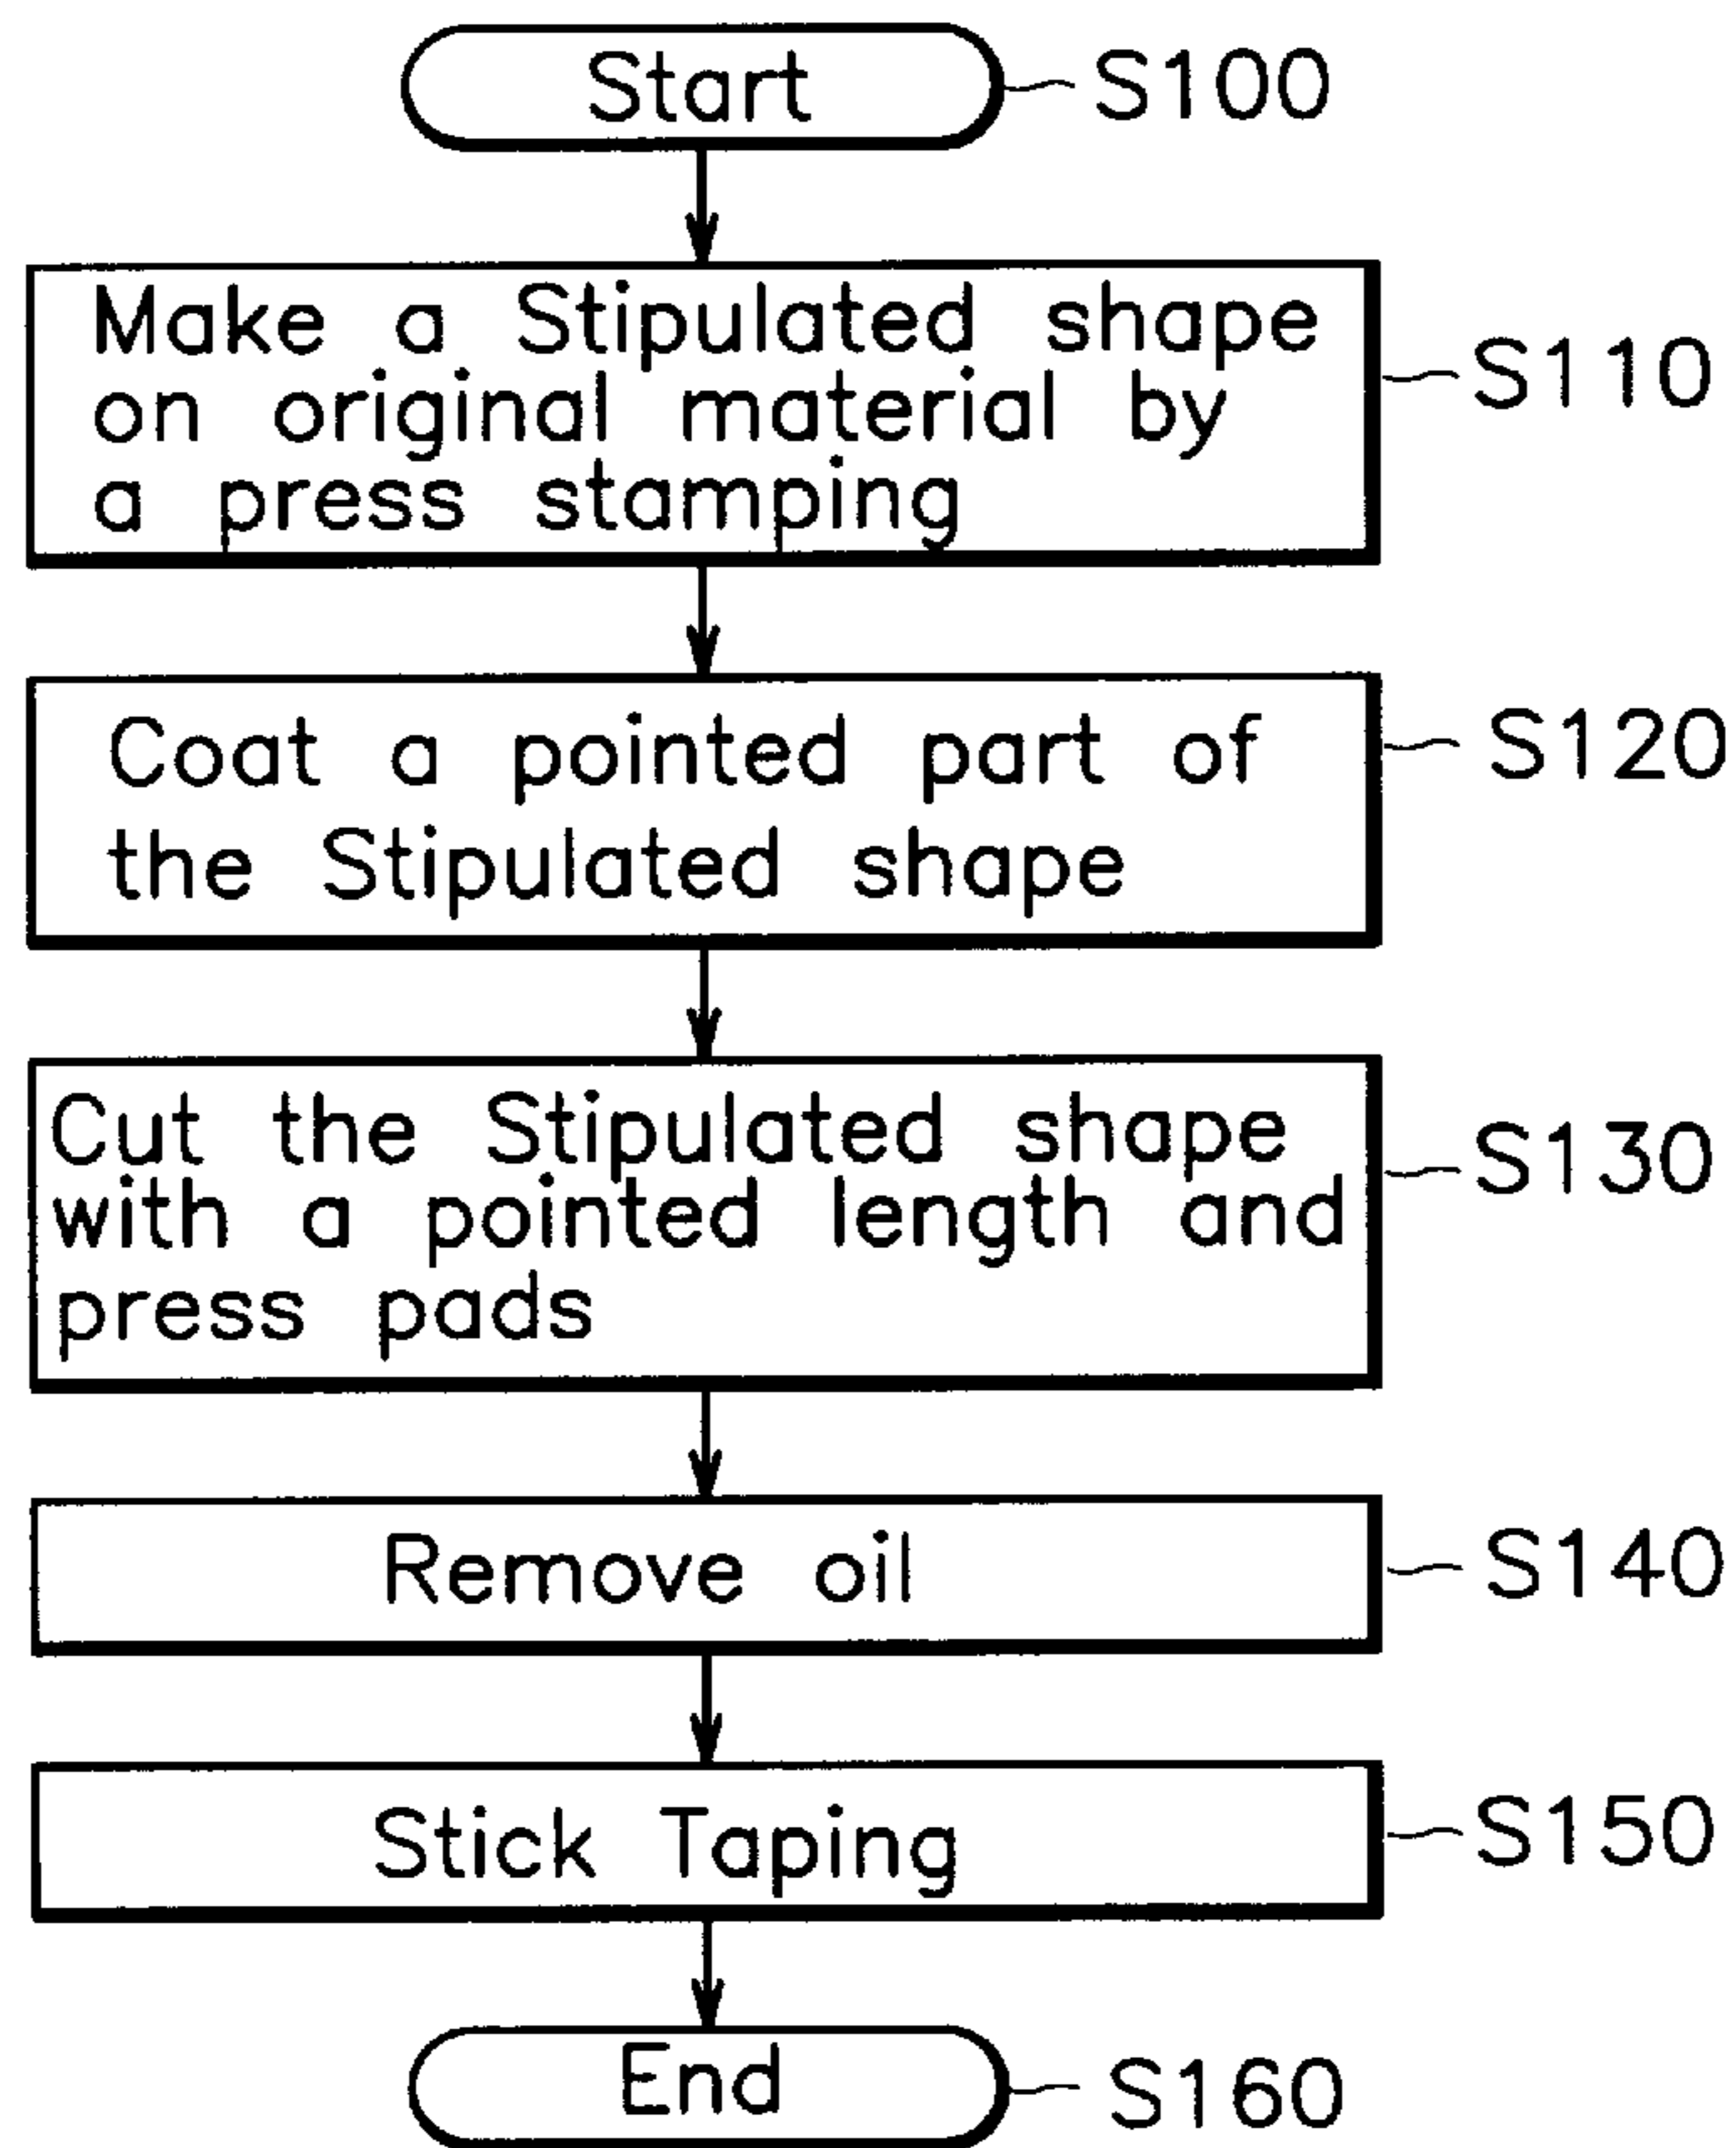 Start S100
Make a Stipulated shape
on original material by
a press stamping
S110
Coat a pointed part of
the Stipulated shape
S120
Cut the Stipulated shape
with a pointed length and
press pads
S130
Remove oil S140
Stick Taping S150
End S160